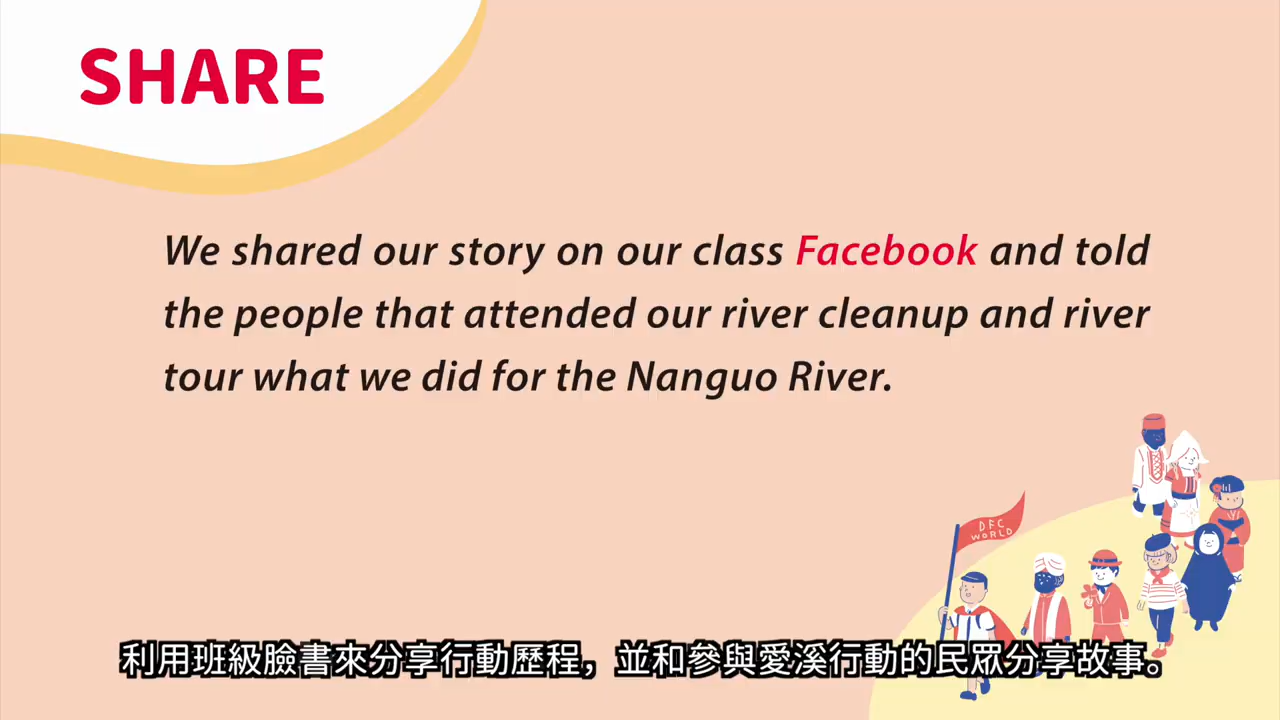 SHARE
We shared our story on our class Facebook and told
the people that attended our river cleanup and river
tour what we did for the Nanguo River.
DFC
WORLD
利用班級臉書來分享行動歷程，並和參與愛溪行動的民眾分享故事。